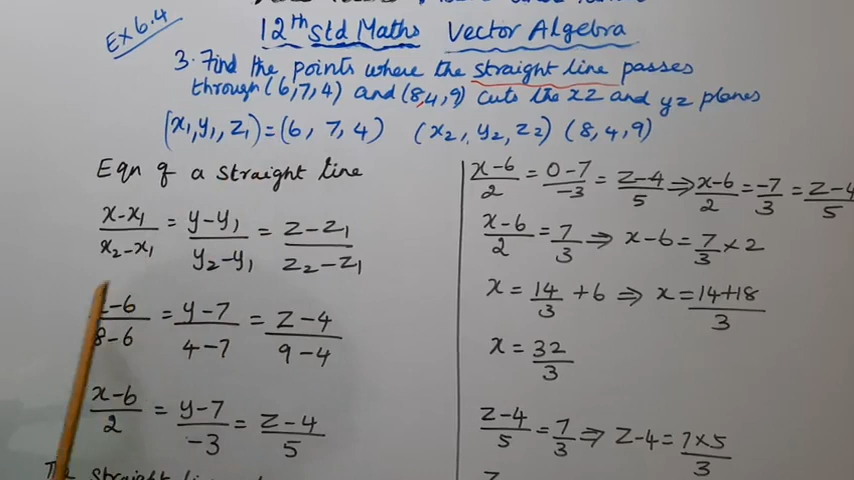 Ex 6.4
12th Std Maths Vector Algebra
3. Find the points where the straight line passes
through (6,7,4) and (8,4,9) cuts the xz and yz planes
(x₁,y₁,z₁)=(6, 7, 4) (x₂, y₂, z₂) (8,4,9)
Eqn of a straight line
x-x₁/x₂-x₁ = y-y₁/y₂-y₁ = z-z₁/z₂-z₁
-6/8-6 = y-7/4-7 = z-4/9-4
x-6/2 = y-7/-3 = z-4/5
straight
x-6/2 = 0-7/-3 = z-4/5 ⇒ x-6/2 = -7/3 = z-4/5
x-6/2 = 7/3 ⇒ x-6 = 7/3 × 2
x = 14/3 + 6 ⇒ x = 14+18/3
x = 32/3
z-4/5 = 7/3 ⇒ z-4 = 7×5/3